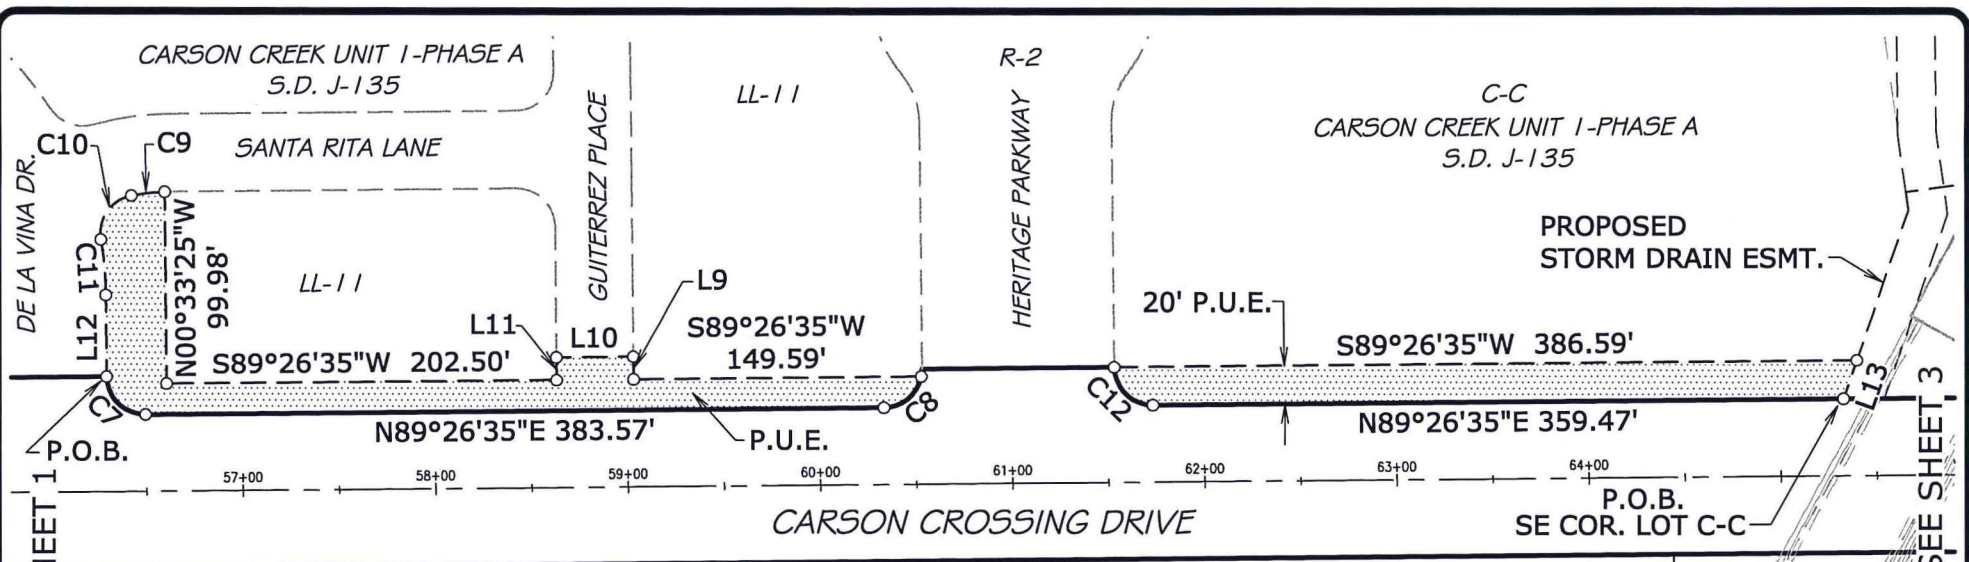 CARSON CREEK UNIT 1-PHASE A
S.D. J-135
C10
C9
SANTA RITA LANE
DE LA VINA DR.
GUITERREZ PLACE
LL-11
R-2
HERITAGE PARKWAY
C-C
CARSON CREEK UNIT 1-PHASE A
S.D. J-135
PROPOSED
STORM DRAIN ESMT.
C11
L12
N00°33'25"W
99.98'
LL-11
L11
L10
L9
S89°26'35"W 202.50'
S89°26'35"W
149.59'
20' P.U.E.
S89°26'35"W 386.59'
L13
C7
C8
C12
N89°26'35"E 383.57'
P.U.E.
N89°26'35"E 359.47'
P.O.B.
57+00
58+00
59+00
60+00
61+00
62+00
63+00
64+00
CARSON CROSSING DRIVE
P.O.B.
SE COR. LOT C-C
SEE SHEET 3